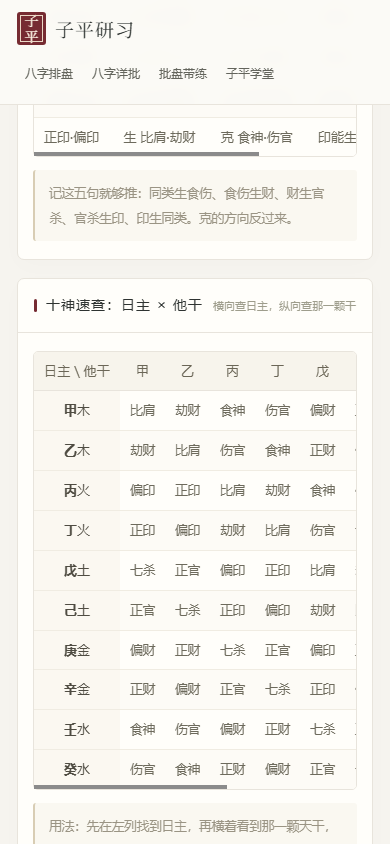 子平
子平研习
八字排盘 八字详批 批盘带练 子平学堂
正印·偏印 生 比肩·劫财 克 食神·伤官 印能生
记这五句就够推：同类生食伤、食伤生财、财生官
杀、官杀生印、印生同类。克的方向反过来。
十神速查：日主 × 他干 横向查日主，纵向查那一颗干
日主 \ 他干 甲 乙 丙 丁 戊
甲木 比肩 劫财 食神 伤官 偏财
乙木 劫财 比肩 伤官 食神 正财
丙火 偏印 正印 比肩 劫财 食神
丁火 正印 偏印 劫财 比肩 伤官
戊土 七杀 正官 偏印 正印 比肩
己土 正官 七杀 正印 偏印 劫财
庚金 偏财 正财 七杀 正官 偏印
辛金 正财 偏财 正官 七杀 正印
壬水 食神 伤官 偏财 正财 七杀
癸水 伤官 食神 正财 偏财 正官
用法：先在左列找到日主，再横着看到那一颗天干，